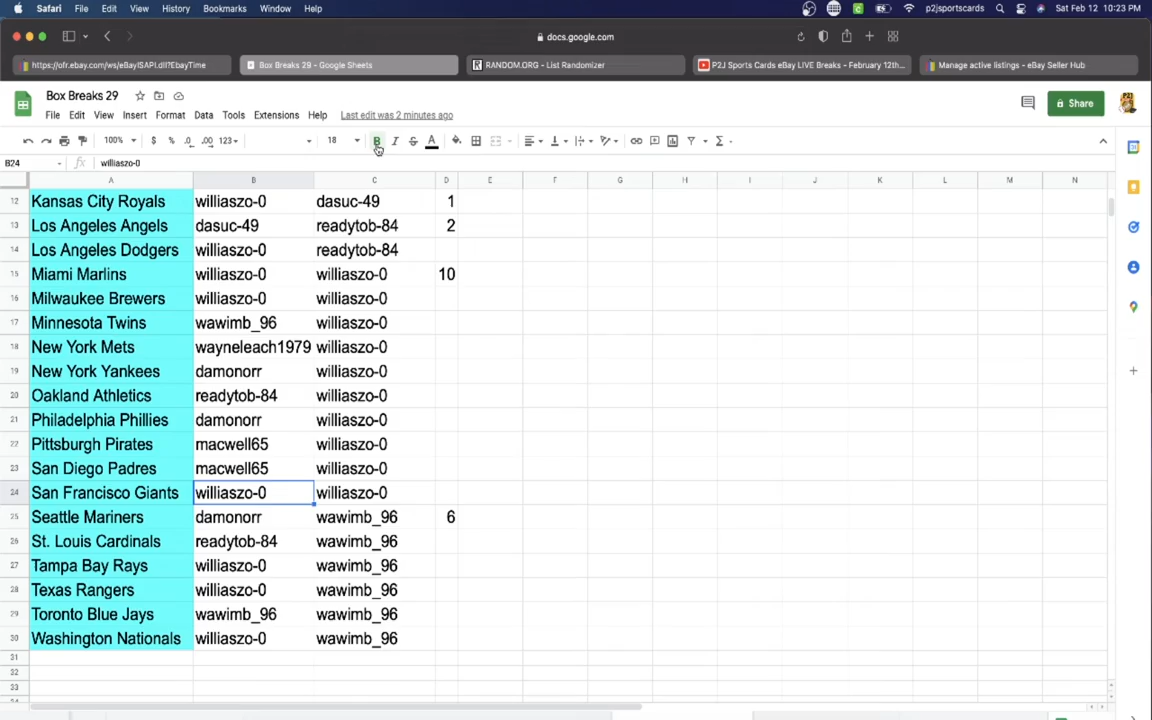 Safari File Edit View History Bookmarks Window Help p2jsportscards Sat Feb 12 10:23 PM
docs.google.com
https://ofr.ebay.com/ws/eBayISAPI.dll?EbayTime Box Breaks 29 - Google Sheets RANDOM.ORG - List Randomizer P2J Sports Cards eBay LIVE Breaks - February 12th... Manage active listings - eBay Seller Hub
Box Breaks 29
File Edit View Insert Format Data Tools Extensions Help Last edit was 2 minutes ago
Share
100% $ % .0 .00 123 18 B I S A
B24 fx williaszo-0
A B C D E F G H I J K L M N
12 Kansas City Royals williaszo-0 dasuc-49 1
13 Los Angeles Angels dasuc-49 readytob-84 2
14 Los Angeles Dodgers williaszo-0 readytob-84
15 Miami Marlins williaszo-0 williaszo-0 10
16 Milwaukee Brewers williaszo-0 williaszo-0
17 Minnesota Twins wawimb_96 williaszo-0
18 New York Mets wayneleach1979 williaszo-0
19 New York Yankees damonorr williaszo-0
20 Oakland Athletics readytob-84 williaszo-0
21 Philadelphia Phillies damonorr williaszo-0
22 Pittsburgh Pirates macwell65 williaszo-0
23 San Diego Padres macwell65 williaszo-0
24 San Francisco Giants williaszo-0 williaszo-0
25 Seattle Mariners damonorr wawimb_96 6
26 St. Louis Cardinals readytob-84 wawimb_96
27 Tampa Bay Rays williaszo-0 wawimb_96
28 Texas Rangers williaszo-0 wawimb_96
29 Toronto Blue Jays wawimb_96 wawimb_96
30 Washington Nationals williaszo-0 wawimb_96
31
32
33